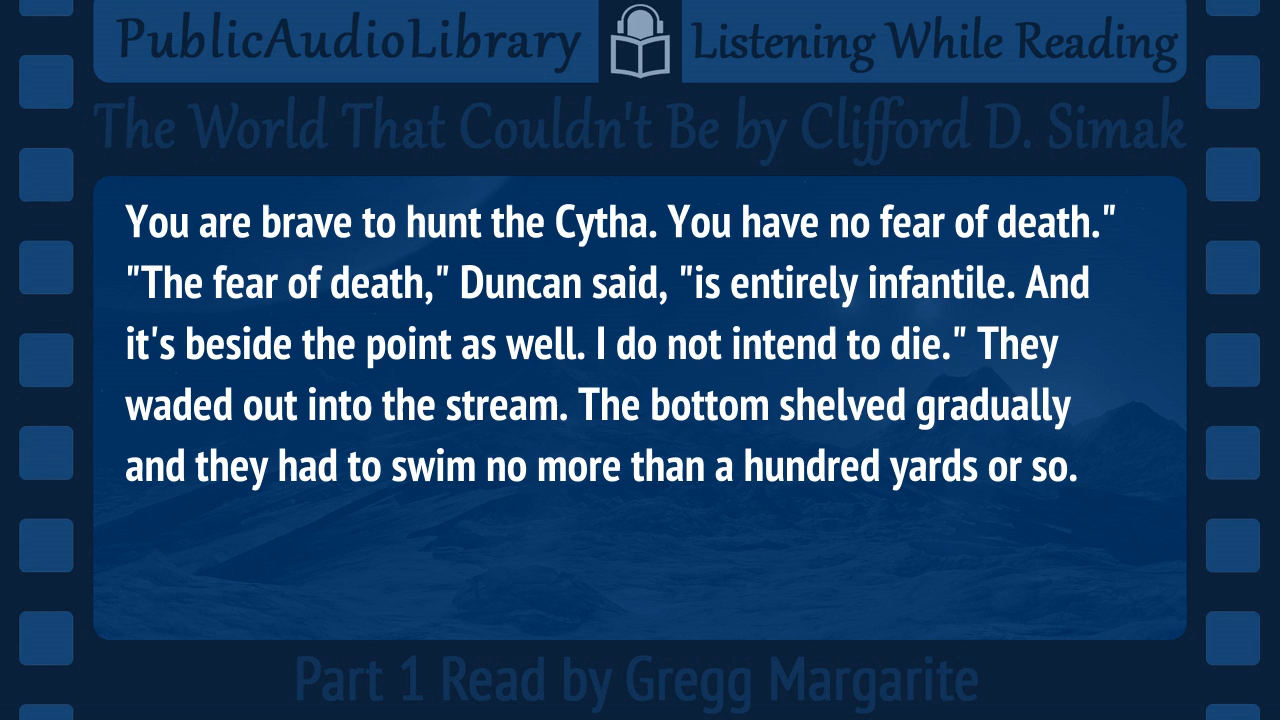 PublicAudioLibrary Listening While Reading
The World That Couldn't Be by Clifford D. Simak
You are brave to hunt the Cytha. You have no fear of death."
"The fear of death," Duncan said, "is entirely infantile. And
it's beside the point as well. I do not intend to die." They
waded out into the stream. The bottom shelved gradually
and they had to swim no more than a hundred yards or so.
Part 1 Read by Gregg Margarite